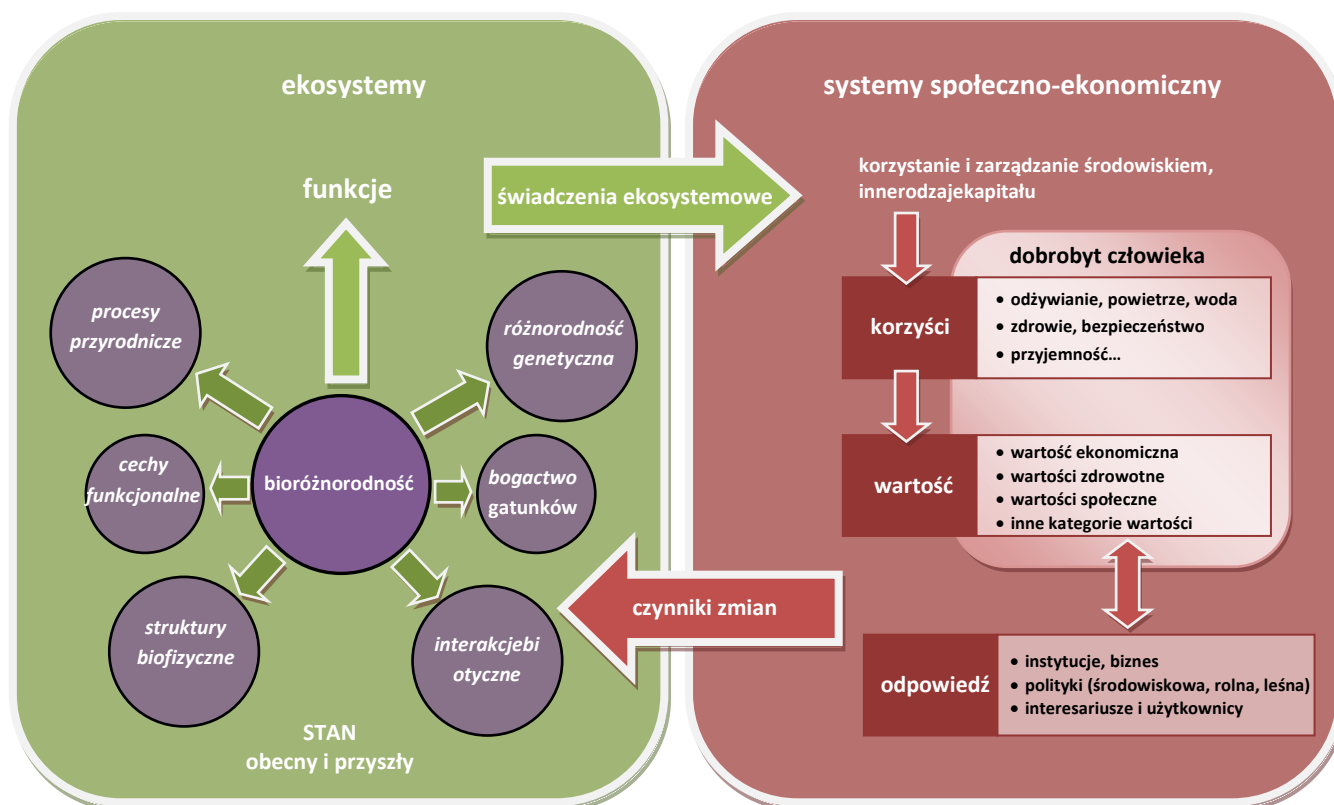 ekosystemy
funkcje
świadczenia ekosystemowe
procesy
przyrodnicze
różnorodność
genetyczna
cechy
funkcjonalne
bioróżnorodność
bogactwo
gatunków
struktury
biofizyczne
interakcjebi
otyczne
STAN
obecny i przyszły
czynniki zmian
systemy społeczno-ekonomiczny
korzystanie i zarządzanie środowiskiem,
innerodzajekapitału
dobrobyt człowieka
korzyści
• odżywianie, powietrze, woda
• zdrowie, bezpieczeństwo
• przyjemność...
wartość
• wartość ekonomiczna
• wartości zdrowotne
• wartości społeczne
• inne kategorie wartości
odpowiedź
• instytucje, biznes
• polityki (środowiskowa, rolna, leśna)
• interesariusze i użytkownicy